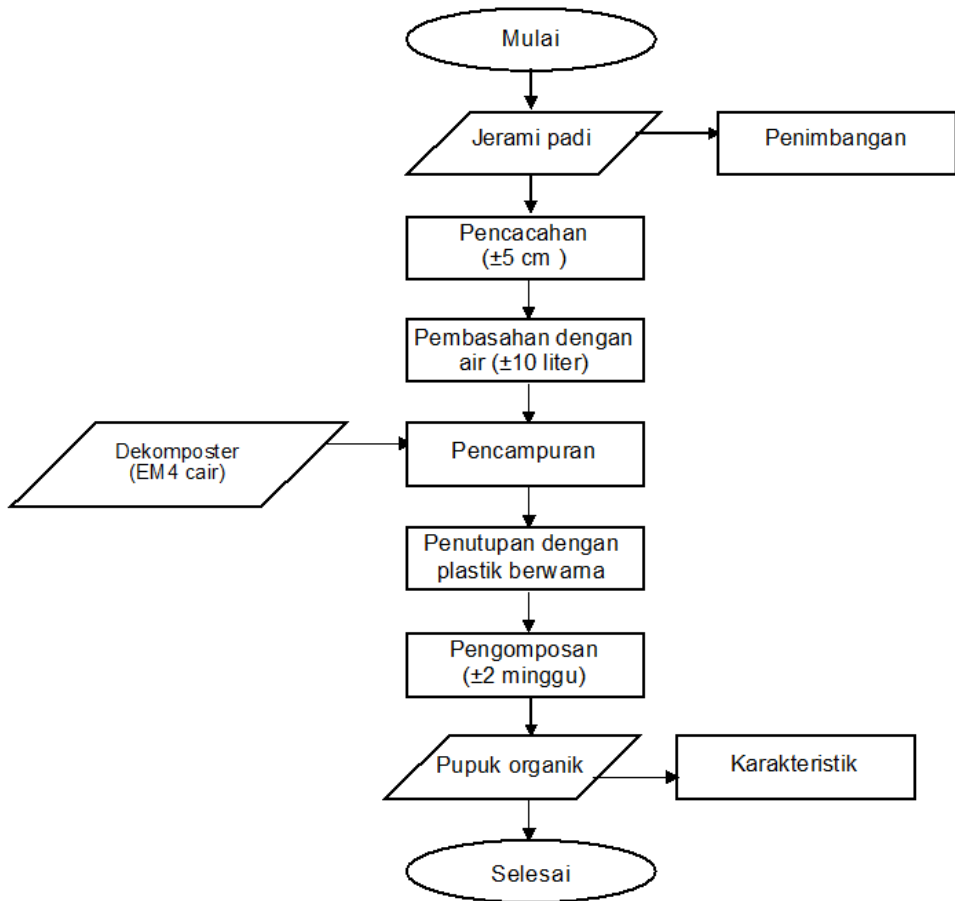 Mulai
Jerami padi
Penimbangan
Pencacahan
(±5 cm )
Pembasahan dengan
air (±10 liter)
Dekomposter
(EM4 cair)
Pencampuran
Penutupan dengan
plastik berwarna
Pengomposan
(±2 minggu)
Pupuk organik
Karakteristik
Selesai